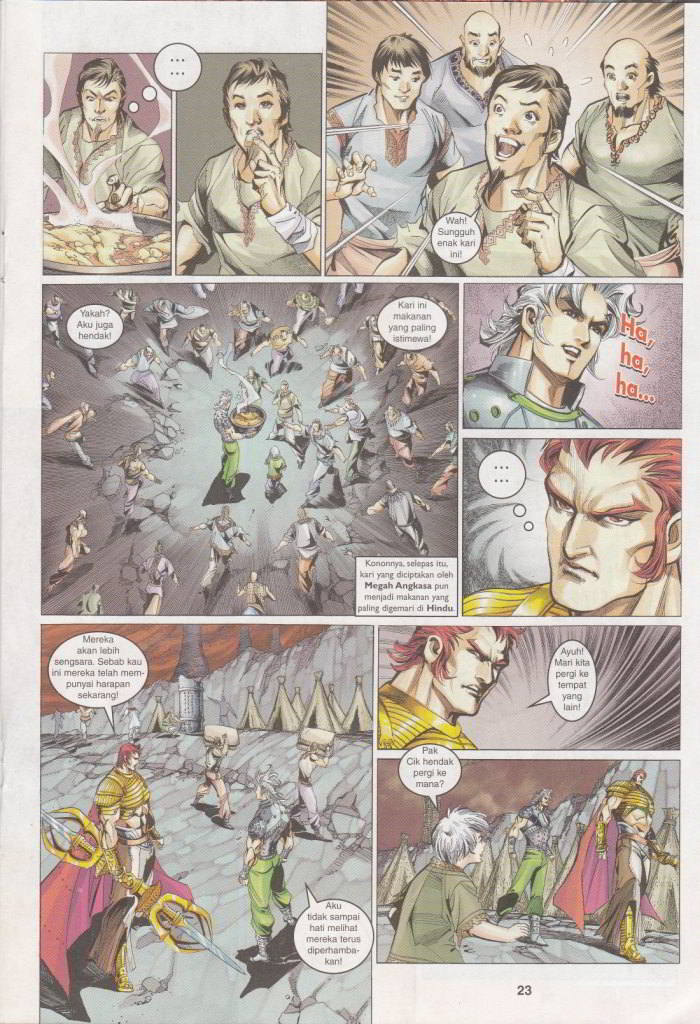 ... ...
Wah!
Sungguh
enak kari
ini!
Yakah?
Aku juga
hendak!
Kari ini
makanan
yang paling
istimewa!
Kononnya, selepas itu,
kari yang diciptakan oleh
Megah Angkasa pun
menjadi makanan yang
paling digemari di Hindu.
Ha,
ha,
ha...
... ...
Mereka
akan lebih
sengsara. Sebab kau
ini mereka telah mem-
punyai harapan
sekarang!
Aku
tidak sampai
hati melihat
mereka terus
diperhamba-
kan!
Ayuh!
Mari kita
pergi ke
tempat
yang
lain!
Pak
Cik hendak
pergi ke
mana?
23